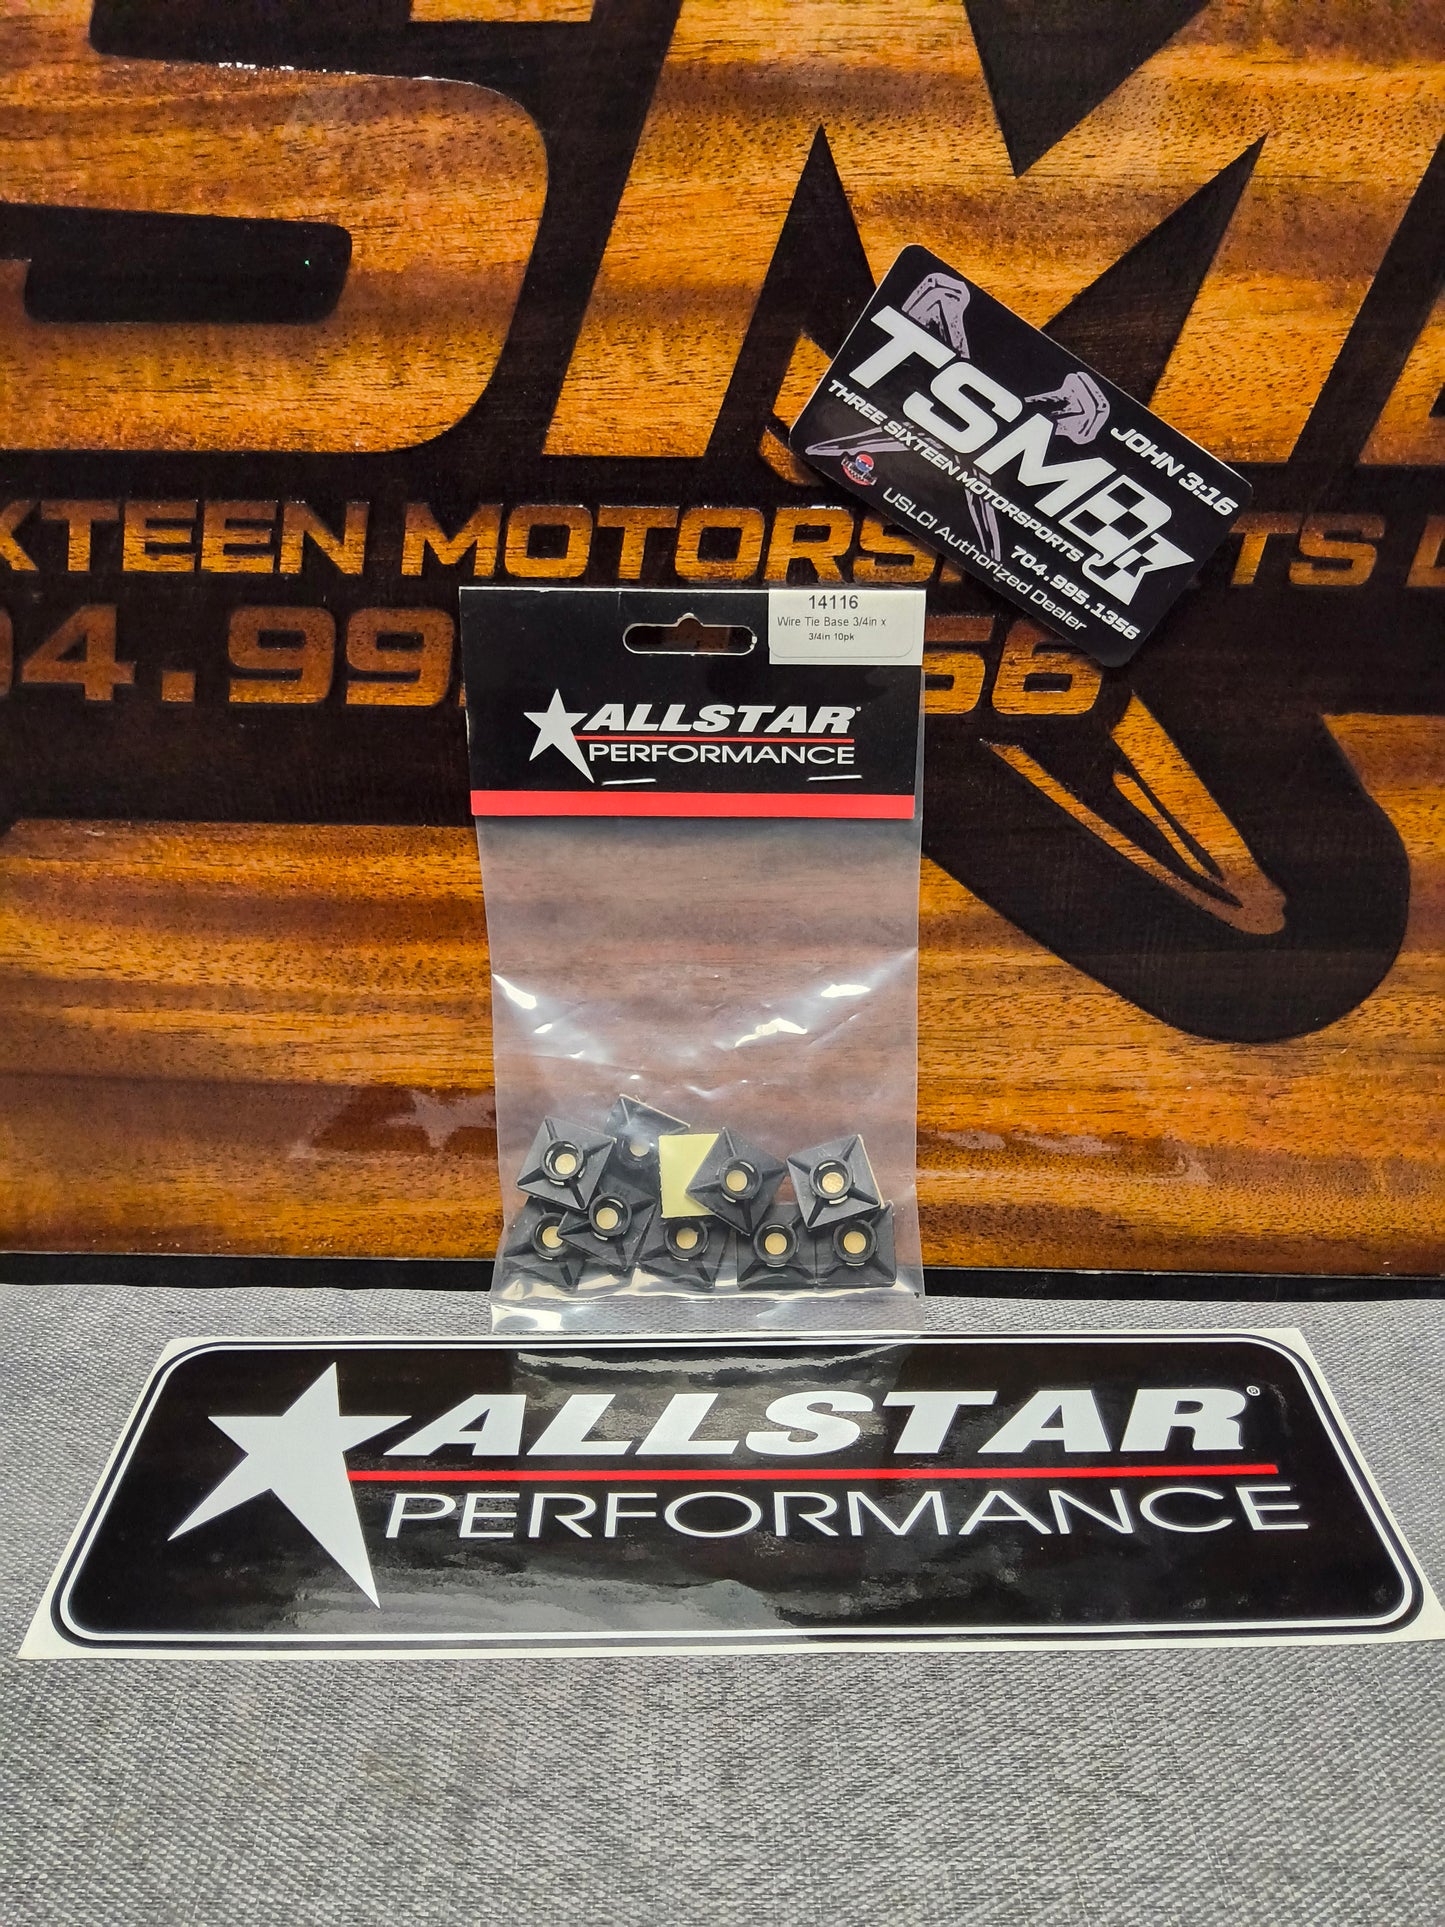 SM
TSM
JOHN 3:16
THREE SIXTEEN MOTORSPORTS
704.995.1356
USLCI Authorized Dealer
XTEEN MOTORS
TS
04.99
56
14116
Wire Tie Base 3/4in x
3/4in 10pk
ALLSTAR
PERFORMANCE
ALLSTAR®
PERFORMANCE